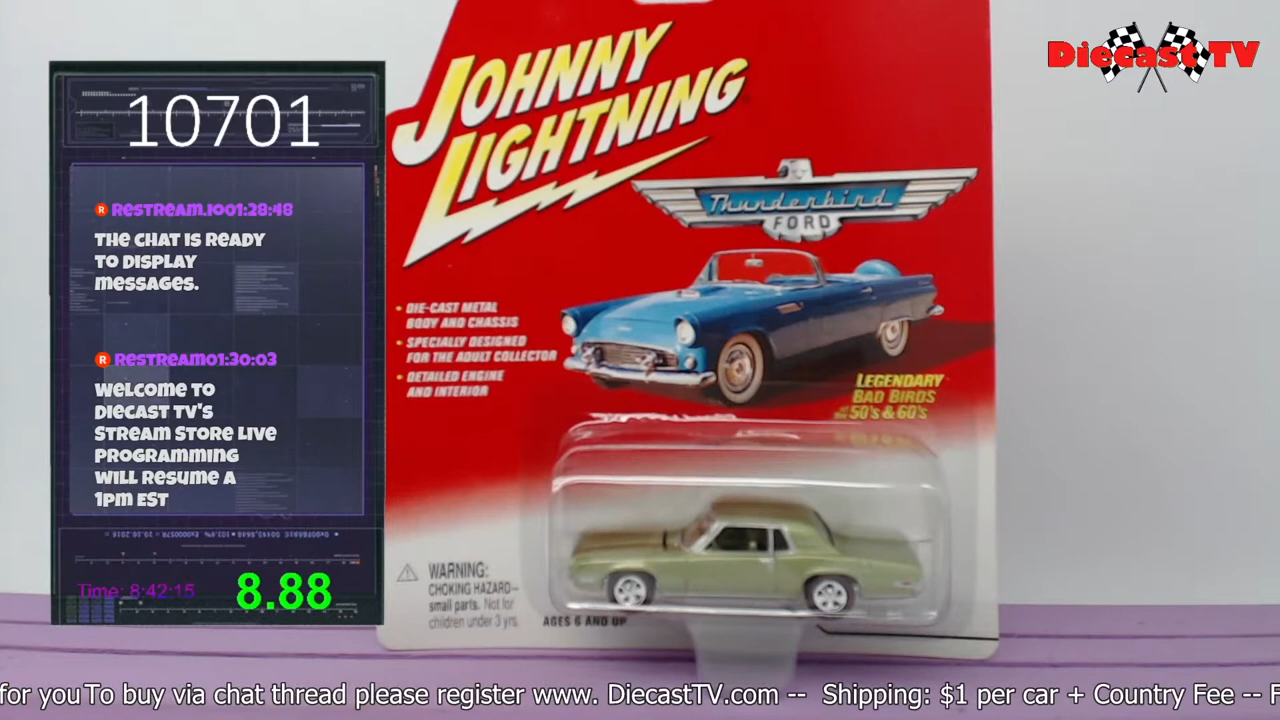 10701
Restream.io01:28:48
The chat is ready
to display
messages.
Restream01:30:03
Welcome to
Diecast TV's
Stream Store Live
Programming
will resume a
1pm EST
Time: 8:42:15
8.88
JOHNNY
LIGHTNING
Thunderbird
FORD
• DIE-CAST METAL
BODY AND CHASSIS
• SPECIALLY DESIGNED
FOR THE ADULT COLLECTOR
• DETAILED ENGINE
AND INTERIOR
LEGENDARY
BAD BIRDS
50's & 60's
WARNING:
CHOKING HAZARD–
small parts. Not for
children under 3 yrs.
AGES 6 AND UP
Diecast TV
for you To buy via chat thread please register www. DiecastTV.com -- Shipping: $1 per car + Country Fee -- F